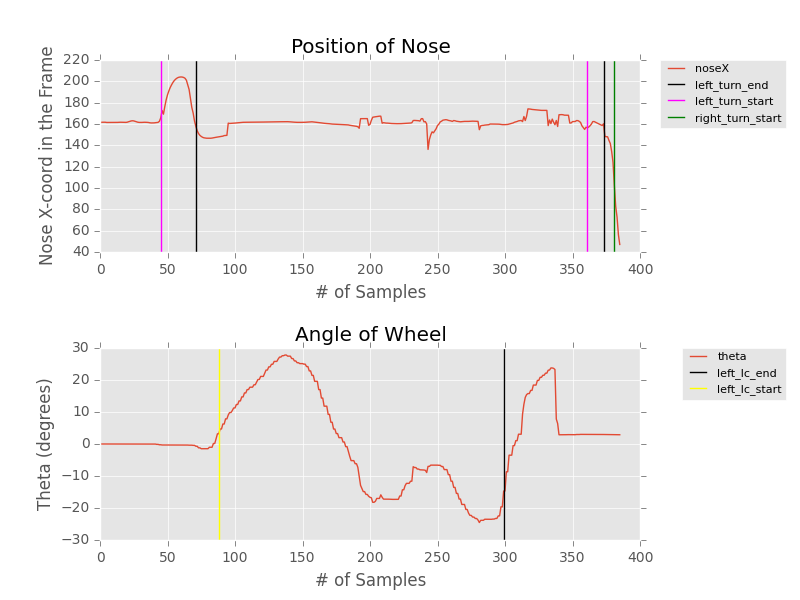 Position of Nose
Nose X-coord in the Frame
220
200
180
160
140
120
100
80
60
40
0 50 100 150 200 250 300 350 400
# of Samples
noseX
left_turn_end
left_turn_start
right_turn_start
Angle of Wheel
Theta (degrees)
30
20
10
0
−10
−20
−30
0 50 100 150 200 250 300 350 400
# of Samples
theta
left_lc_end
left_lc_start